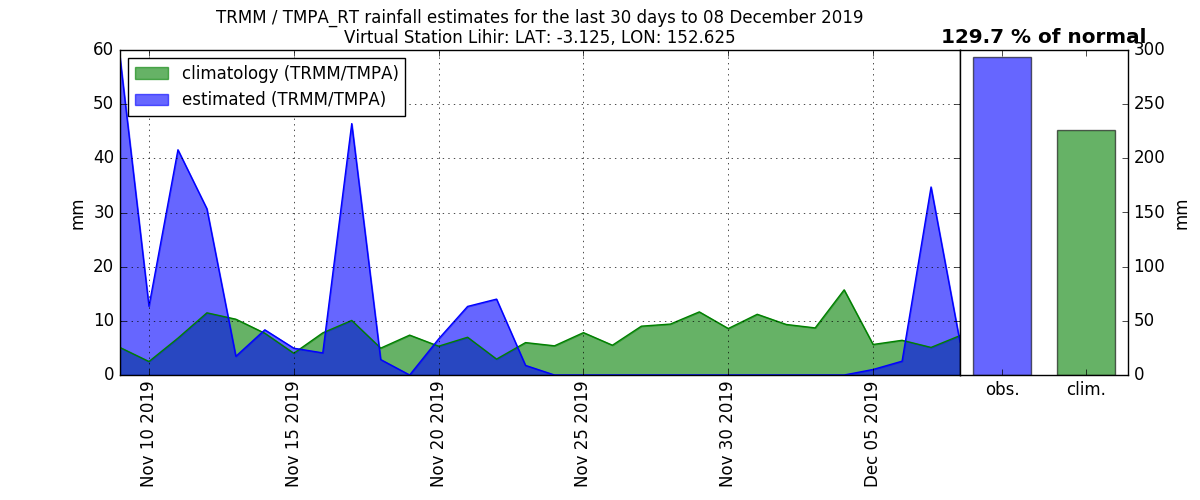 TRMM / TMPA_RT rainfall estimates for the last 30 days to 08 December 2019
Virtual Station Lihir: LAT: -3.125, LON: 152.625
129.7 % of normal
climatology (TRMM/TMPA)
estimated (TRMM/TMPA)
60
50
40
30
20
10
0
mm
Nov 10 2019
Nov 15 2019
Nov 20 2019
Nov 25 2019
Nov 30 2019
Dec 05 2019
obs.
clim.
300
250
200
150
100
50
0
mm